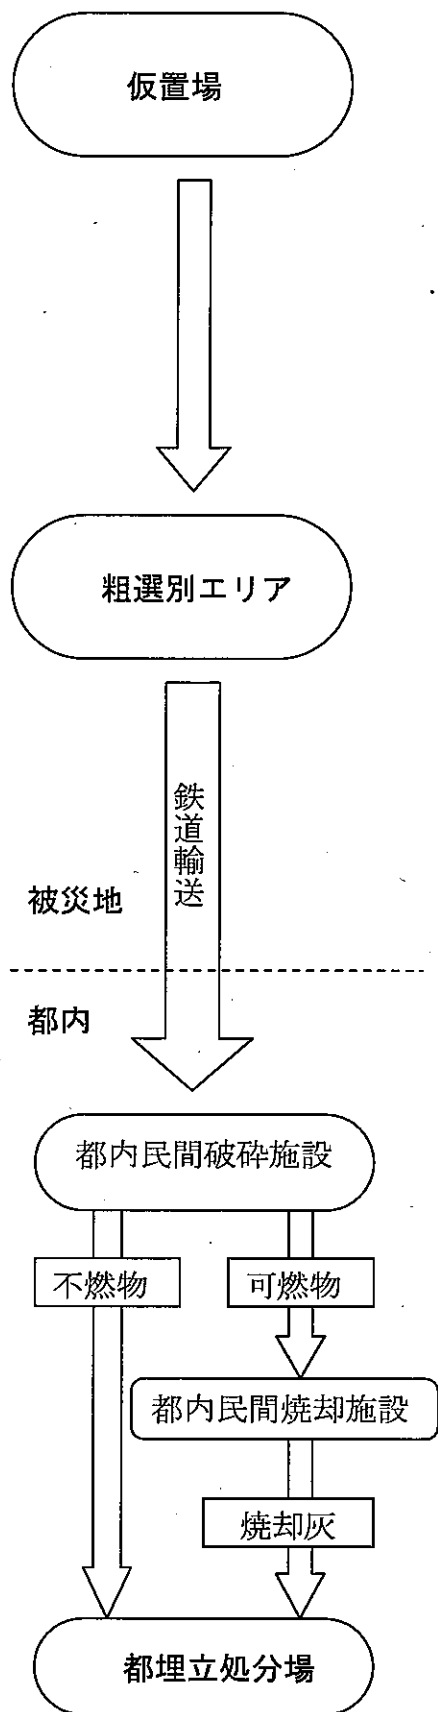 仮置場
粗選別エリア
鉄道輸送
被災地
都内
都内民間破砕施設
不燃物
可燃物
都内民間焼却施設
焼却灰
都埋立処分場